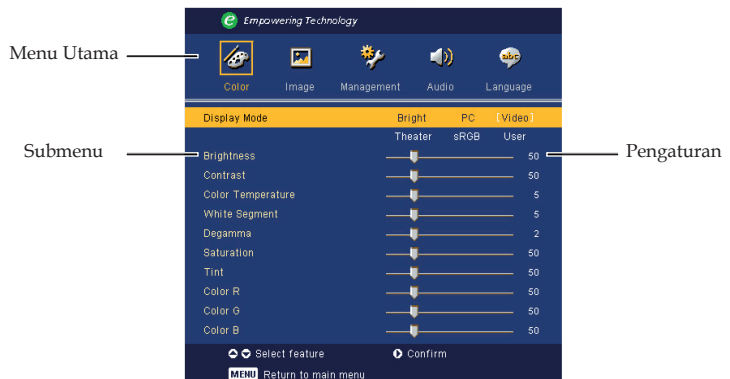 Empowering Technology
Menu Utama
abc
Color Image Management Audio Language
Display Mode Bright PC [Video]
Theater sRGB User
Submenu
Brightness 50
Pengaturan
Contrast 50
Color Temperature 5
White Segment 5
Degamma 2
Saturation 50
Tint 50
Color R 50
Color G 50
Color B 50
Select feature Confirm
MENU Return to main menu